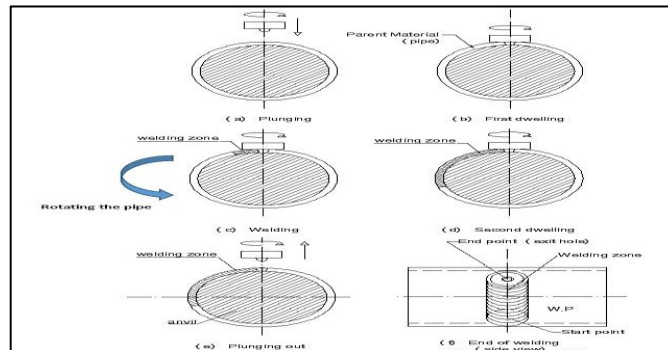 Parent Material
( pipe)
(a) Plunging
(b) First dwelling
welding zone
welding zone
Rotating the pipe
(c) Welding
(d) Second dwelling
End point ( exit hole)
welding zone
Welding zone
W.P
anvil
Start point
(e) Plunging out
(f) End of welding
( side view)